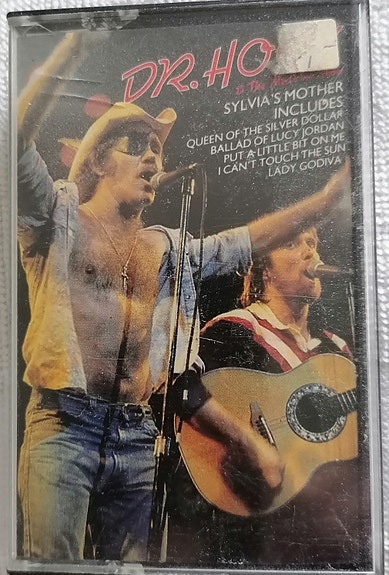 DR. HO
SYLVIA'S MOTHER
INCLUDES
QUEEN OF THE SILVER DOLLAR
BALLAD OF LUCY JORDAN
PUT A LITTLE BIT ON ME
I CAN'T TOUCH THE SUN
LADY GODIVA